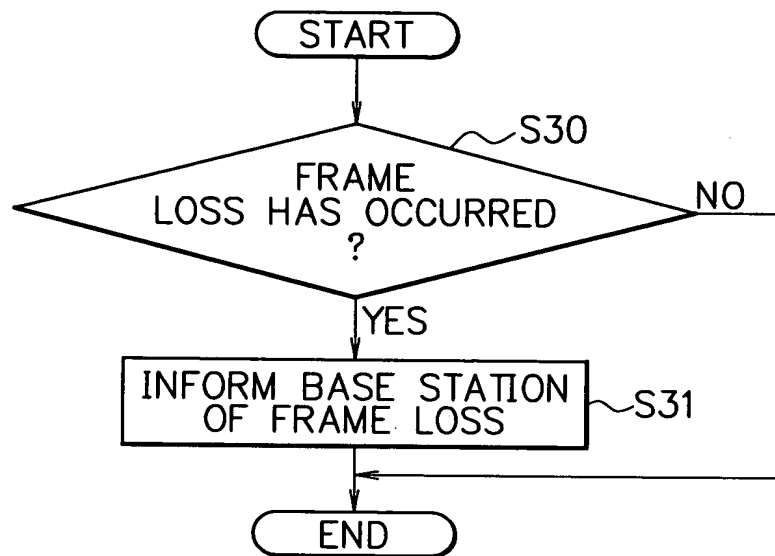 START
S30
FRAME
LOSS HAS OCCURRED
?
NO
YES
INFORM BASE STATION
OF FRAME LOSS
S31
END